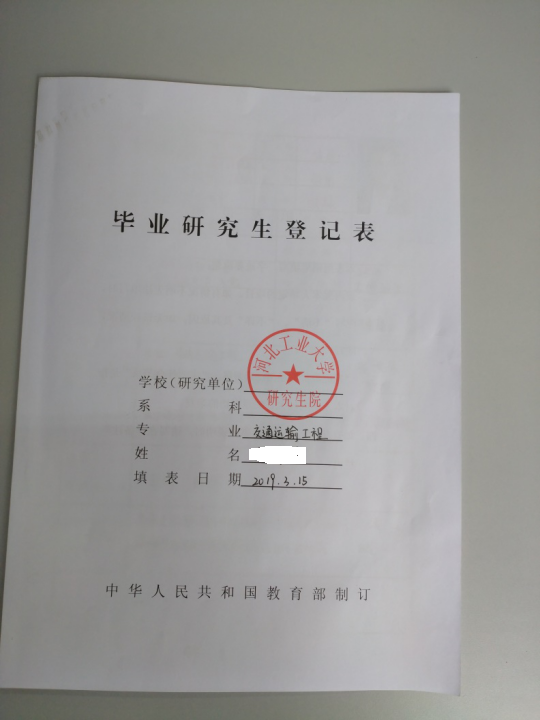 毕业研究生登记表
河北工业大学
研究生院
学校(研究单位)
系科
专业 交通运输工程
姓名
填表日期 2019.3.15
中华人民共和国教育部制订